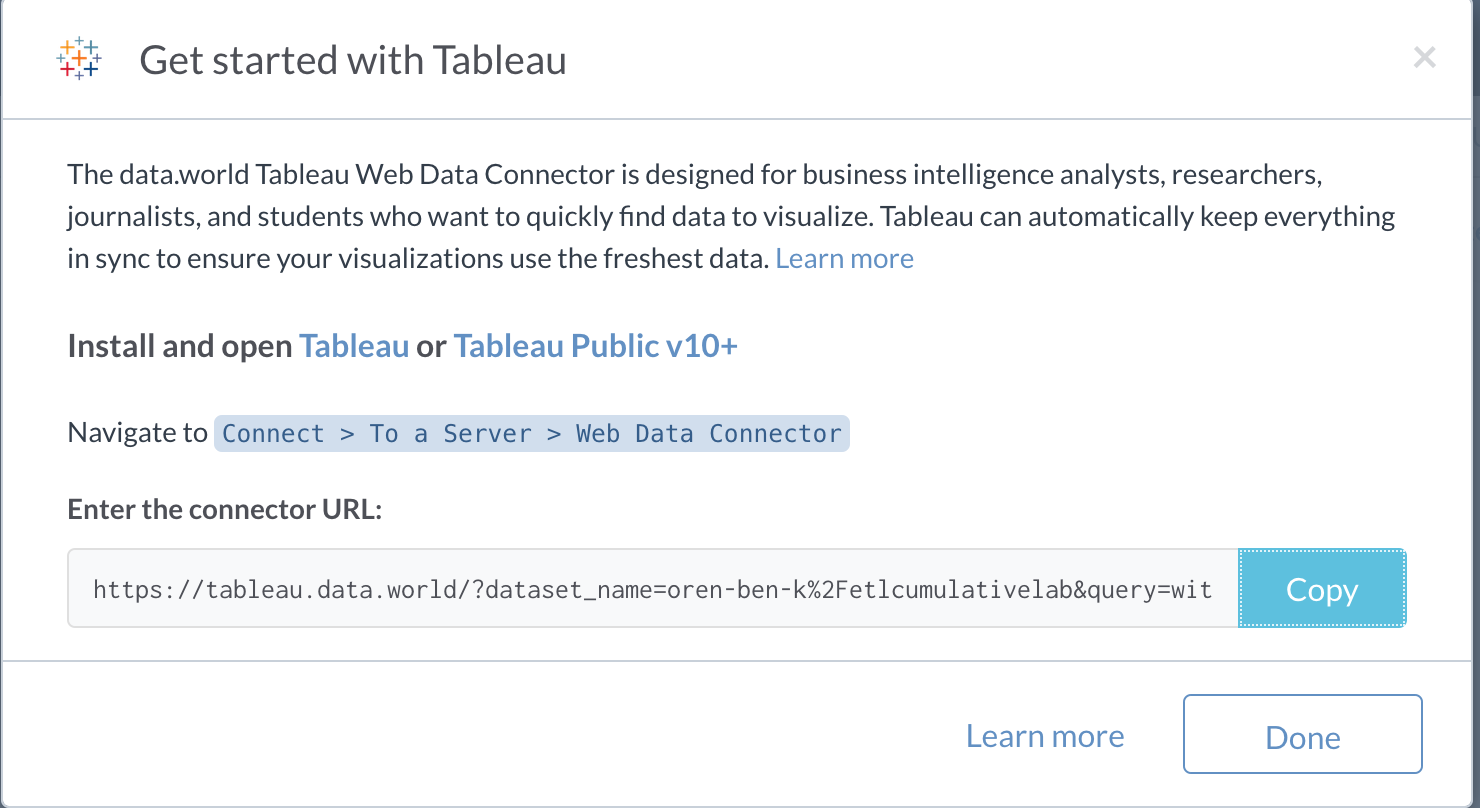 Get started with Tableau
The data.world Tableau Web Data Connector is designed for business intelligence analysts, researchers,
journalists, and students who want to quickly find data to visualize. Tableau can automatically keep everything
in sync to ensure your visualizations use the freshest data. Learn more
Install and open Tableau or Tableau Public v10+
Navigate to Connect > To a Server > Web Data Connector
Enter the connector URL:
https://tableau.data.world/?dataset_name=oren-ben-k%2Fetlcumulativelab&query=wit Copy
Learn more Done